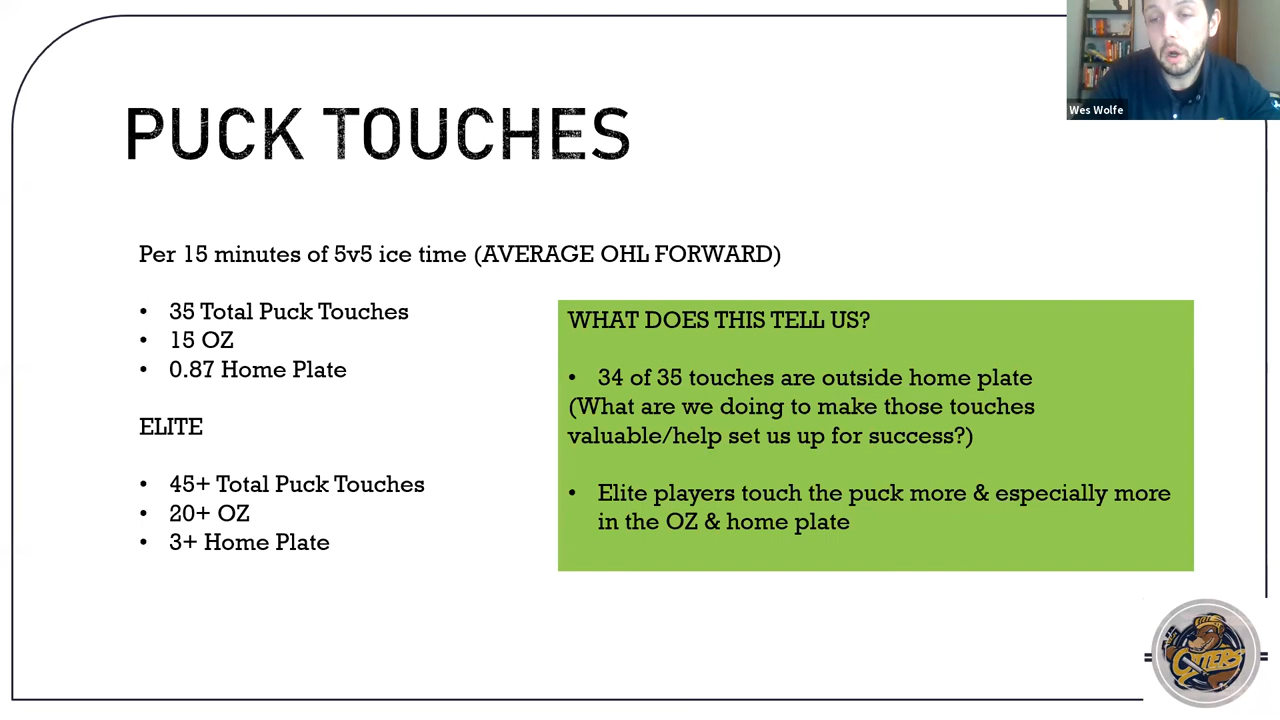 Wes Wolfe
PUCK TOUCHES
Per 15 minutes of 5v5 ice time (AVERAGE OHL FORWARD)
• 35 Total Puck Touches
• 15 OZ
• 0.87 Home Plate
ELITE
• 45+ Total Puck Touches
• 20+ OZ
• 3+ Home Plate
WHAT DOES THIS TELL US?
• 34 of 35 touches are outside home plate
(What are we doing to make those touches
valuable/help set us up for success?)
• Elite players touch the puck more & especially more
in the OZ & home plate
OTTERS